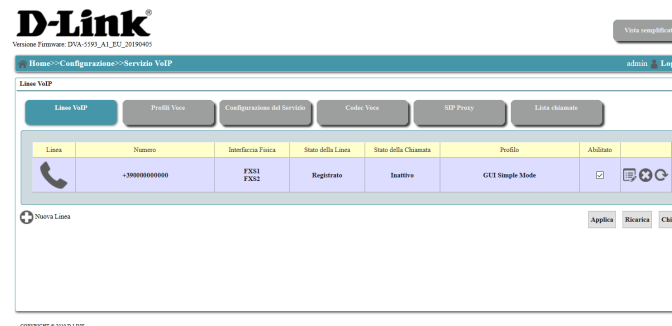 D-Link®
Versione Firmware: DVA-5593_A1_EU_20190405
Vista semplificat
Home>>Configurazione>>Servizio VoIP
admin Log
Linee VoIP
Linee VoIP Profili Voce Configurazione del Servizio Codec Voce SIP Proxy Lista chiamate
Linea Numero Interfaccia Fisica Stato della Linea Stato della Chiamata Profilo Abilitato
+390000000000 FXS1 Registrato Inattivo GUI Simple Mode
FXS2
Nuova Linea
Applica Ricarica Chi